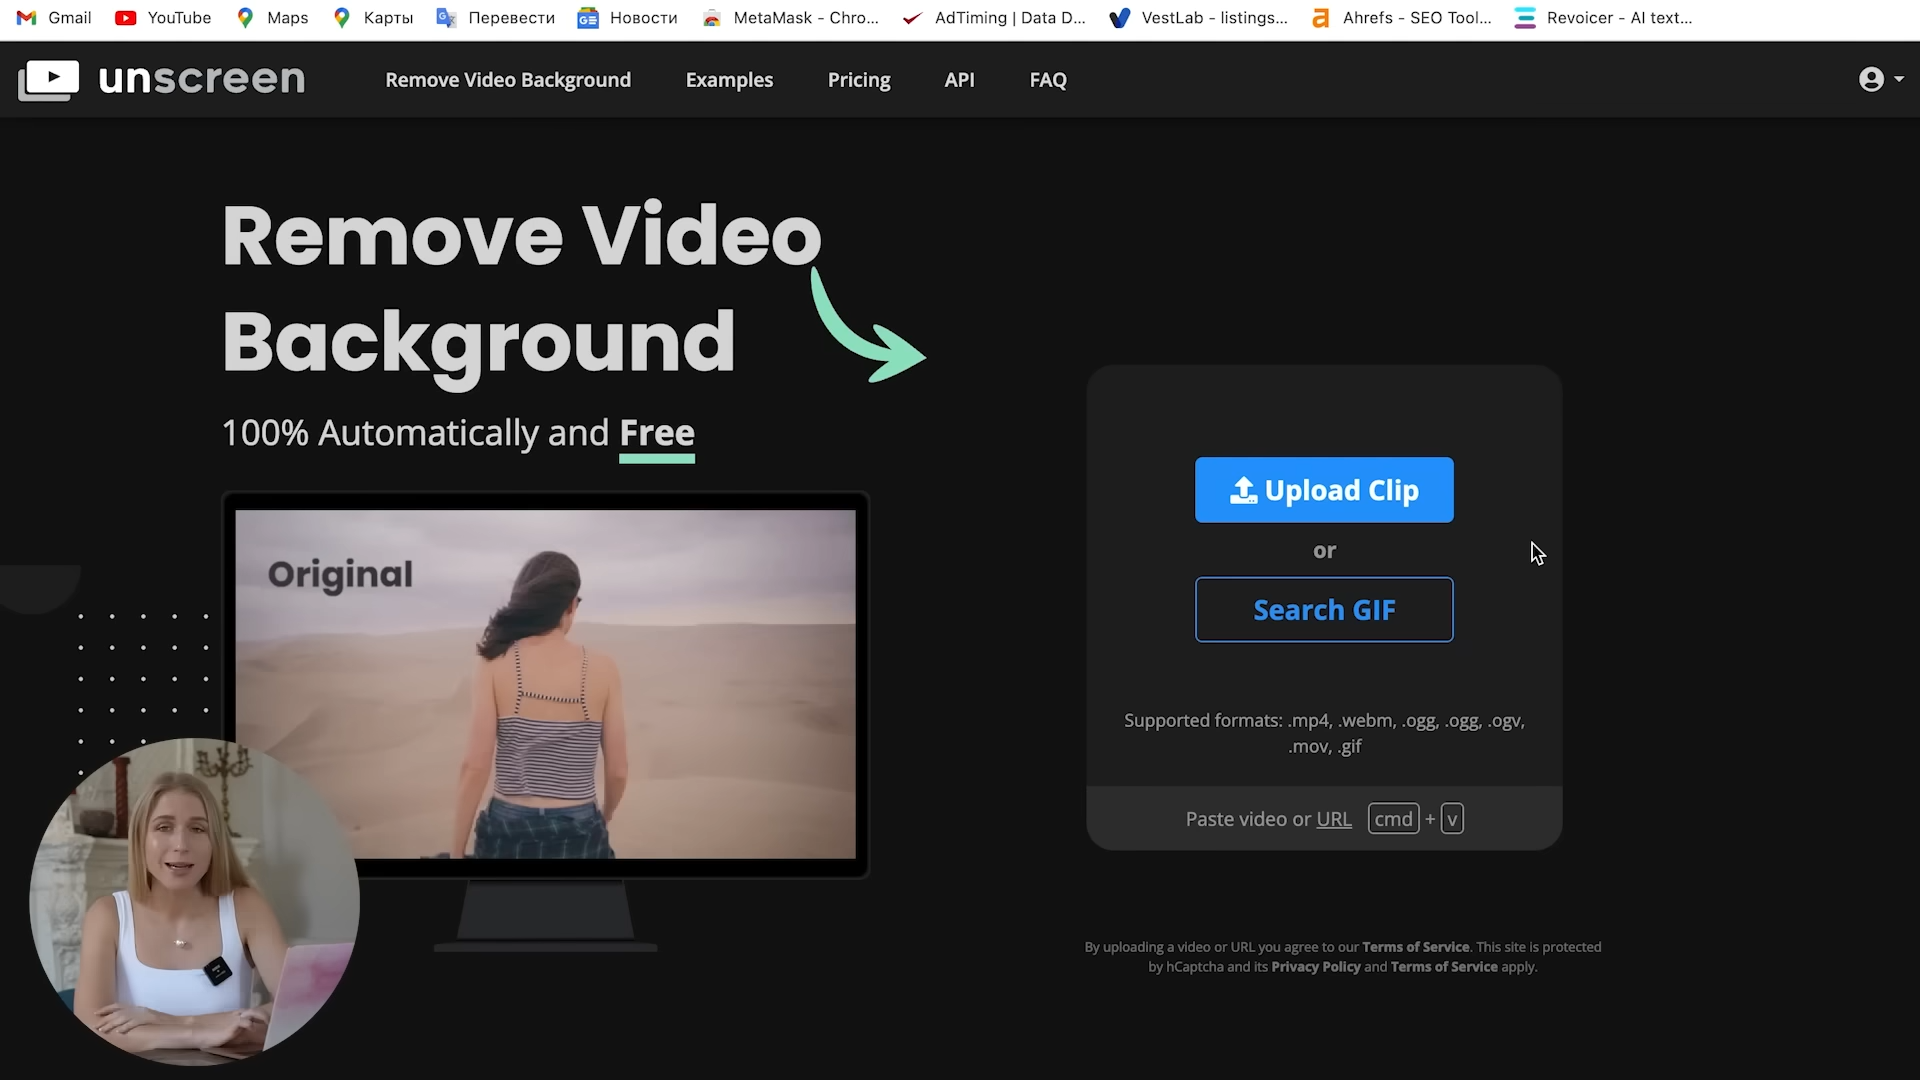 Gmail YouTube Maps Карты Перевести Новости MetaMask - Chro... AdTiming | Data D... VestLab - listings... Ahrefs - SEO Tool... Revoicer - AI text...
unscreen Remove Video Background Examples Pricing API FAQ
Remove Video
Background
100% Automatically and Free
Original
Upload Clip
or
Search GIF
Supported formats: .mp4, .webm, .ogg, .ogg, .ogv,
.mov, .gif
Paste video or URL cmd + v
By uploading a video or URL you agree to our Terms of Service. This site is protected
by hCaptcha and its Privacy Policy and Terms of Service apply.